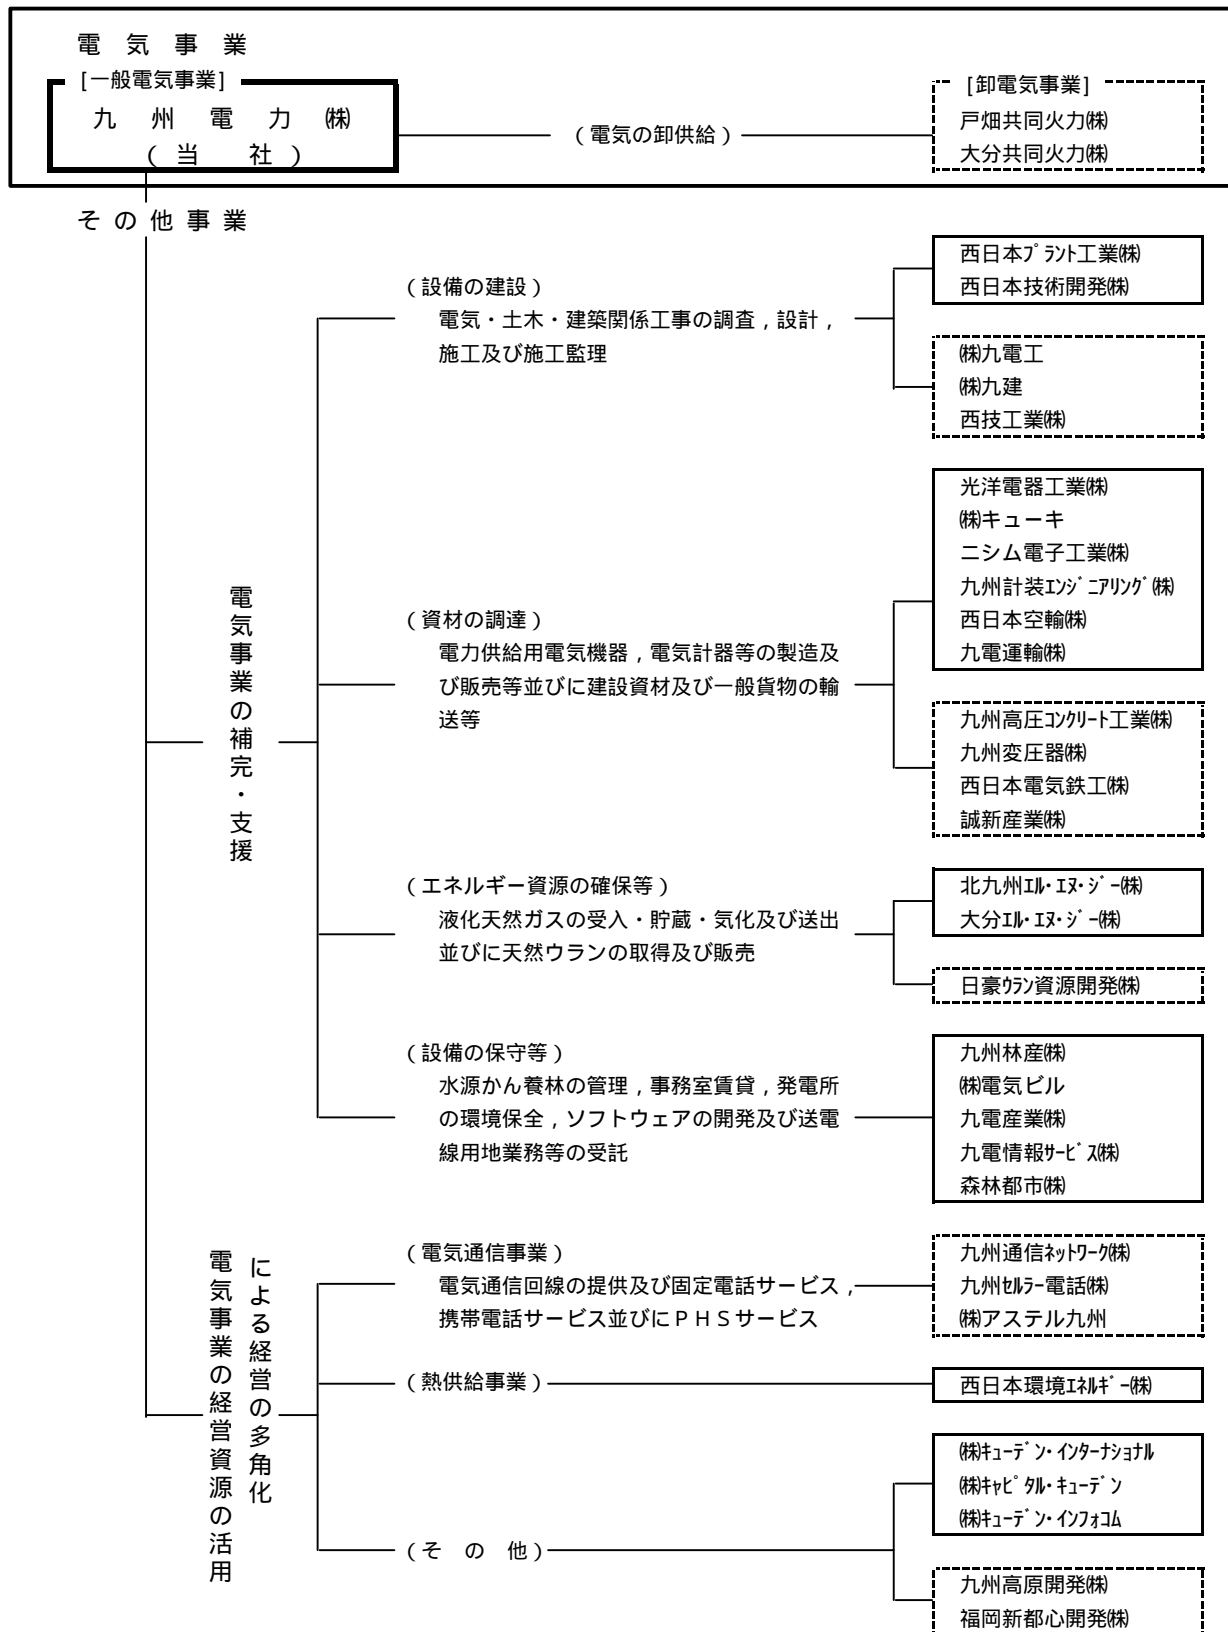 電気事業
[一般電気事業]
九州電力㈱
(当社)
(電気の卸供給)
[卸電気事業]
戸畑共同火力㈱
大分共同火力㈱
その他事業
電気事業の補完・支援
(設備の建設)
電気・土木・建築関係工事の調査,設計,
施工及び施工監理
西日本ﾌﾟﾗﾝﾄ工業㈱
西日本技術開発㈱
㈱九電工
㈱九建
西技工業㈱
(資材の調達)
電力供給用電気機器,電気計器等の製造及
び販売等並びに建設資材及び一般貨物の輸
送等
光洋電器工業㈱
㈱キューキ
ニシム電子工業㈱
九州計装ｴﾝｼﾞﾆｱﾘﾝｸﾞ㈱
西日本空輸㈱
九電運輸㈱
九州高圧ｺﾝｸﾘｰﾄ工業㈱
九州変圧器㈱
西日本電気鉄工㈱
誠新産業㈱
(エネルギー資源の確保等)
液化天然ガスの受入・貯蔵・気化及び送出
並びに天然ウランの取得及び販売
北九州ｴﾙ･ｴﾇ･ｼﾞｰ㈱
大分ｴﾙ･ｴﾇ･ｼﾞｰ㈱
日豪ｳﾗﾝ資源開発㈱
(設備の保守等)
水源かん養林の管理,事務室賃貸,発電所
の環境保全,ソフトウェアの開発及び送電
線用地業務等の受託
九州林産㈱
㈱電気ビル
九電産業㈱
九電情報ｻｰﾋﾞｽ㈱
森林都市㈱
電気事業の経営資源の活用
による経営の多角化
(電気通信事業)
電気通信回線の提供及び固定電話サービス,
携帯電話サービス並びにＰＨＳサービス
九州通信ﾈｯﾄﾜｰｸ㈱
九州ｾﾙﾗｰ電話㈱
㈱アステル九州
(熱供給事業)
西日本環境ｴﾈﾙｷﾞｰ㈱
(その他)
㈱ｷｭｰﾃﾞﾝ･ｲﾝﾀｰﾅｼｮﾅﾙ
㈱ｷｬﾋﾟﾀﾙ･ｷｭｰﾃﾞﾝ
㈱ｷｭｰﾃﾞﾝ･ｲﾝﾌｫｺﾑ
九州高原開発㈱
福岡新都心開発㈱